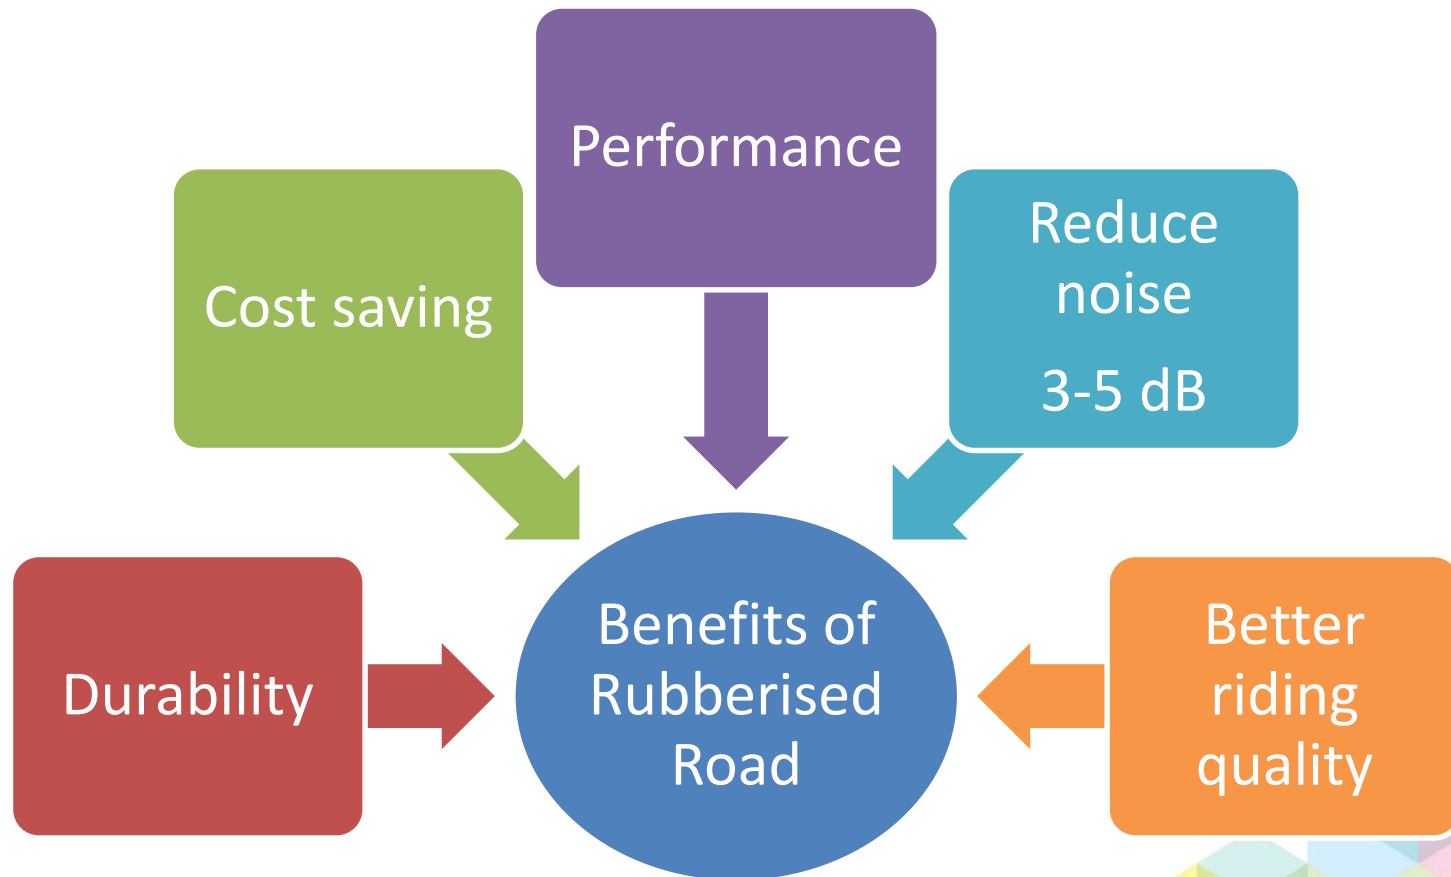 Performance
Cost saving
Reduce
noise
3-5 dB
Durability
Benefits of
Rubberised
Road
Better
riding
quality